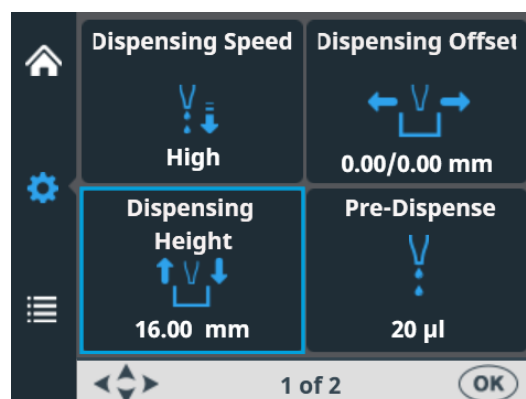 Dispensing Speed
High
Dispensing Offset
0.00/0.00 mm
Dispensing
Height
16.00 mm
Pre-Dispense
20 µl
1 of 2
OK